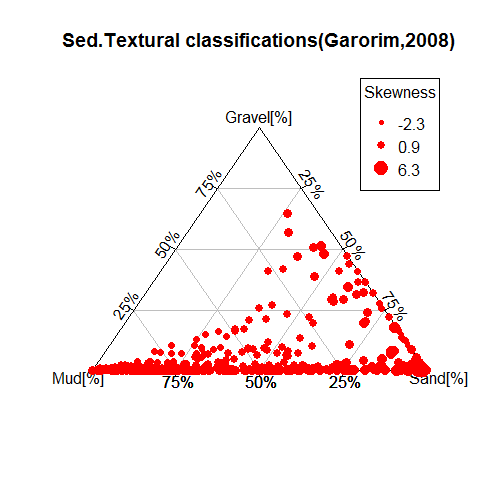 Sed.Textural classifications(Garorim,2008)
Skewness
-2.3
0.9
6.3
Gravel[%]
75%
25%
50%
50%
25%
75%
Mud[%]
75%
50%
25%
Sand[%]